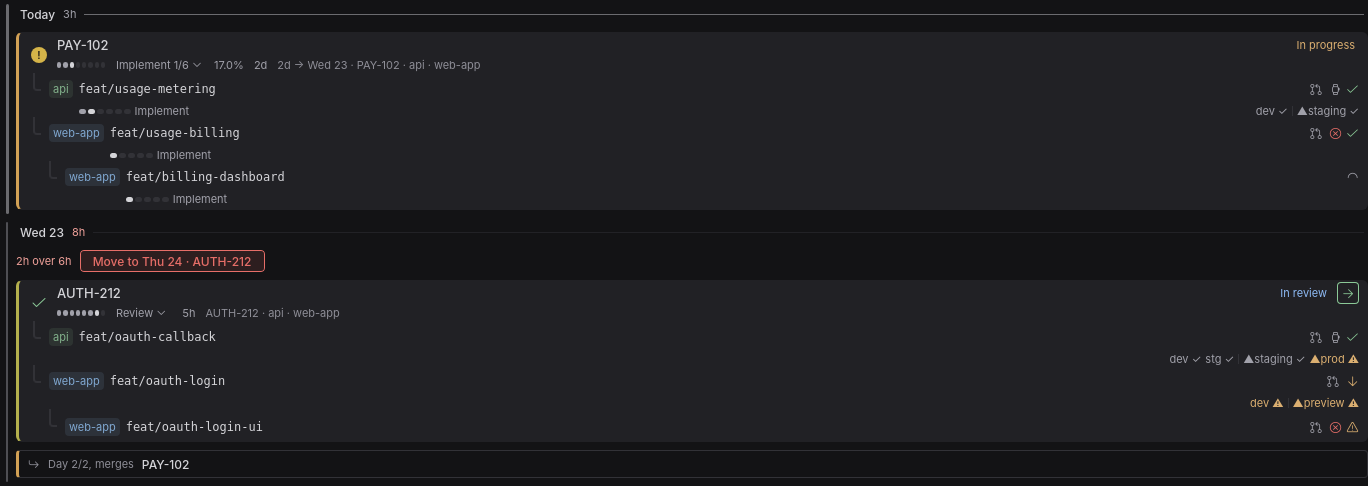 Today 3h
PAY-102 In progress
Implement 1/6 17.0% 2d 2d → Wed 23 · PAY-102 · api · web-app
api feat/usage-metering
Implement dev ✓ ▲staging ✓
web-app feat/usage-billing
Implement
web-app feat/billing-dashboard
Implement
Wed 23 8h
2h over 6h Move to Thu 24 · AUTH-212
AUTH-212 In review
Review 5h AUTH-212 · api · web-app
api feat/oauth-callback
dev ✓ stg ✓ ▲staging ✓ ▲prod
web-app feat/oauth-login
dev ▲preview
web-app feat/oauth-login-ui
Day 2/2, merges PAY-102